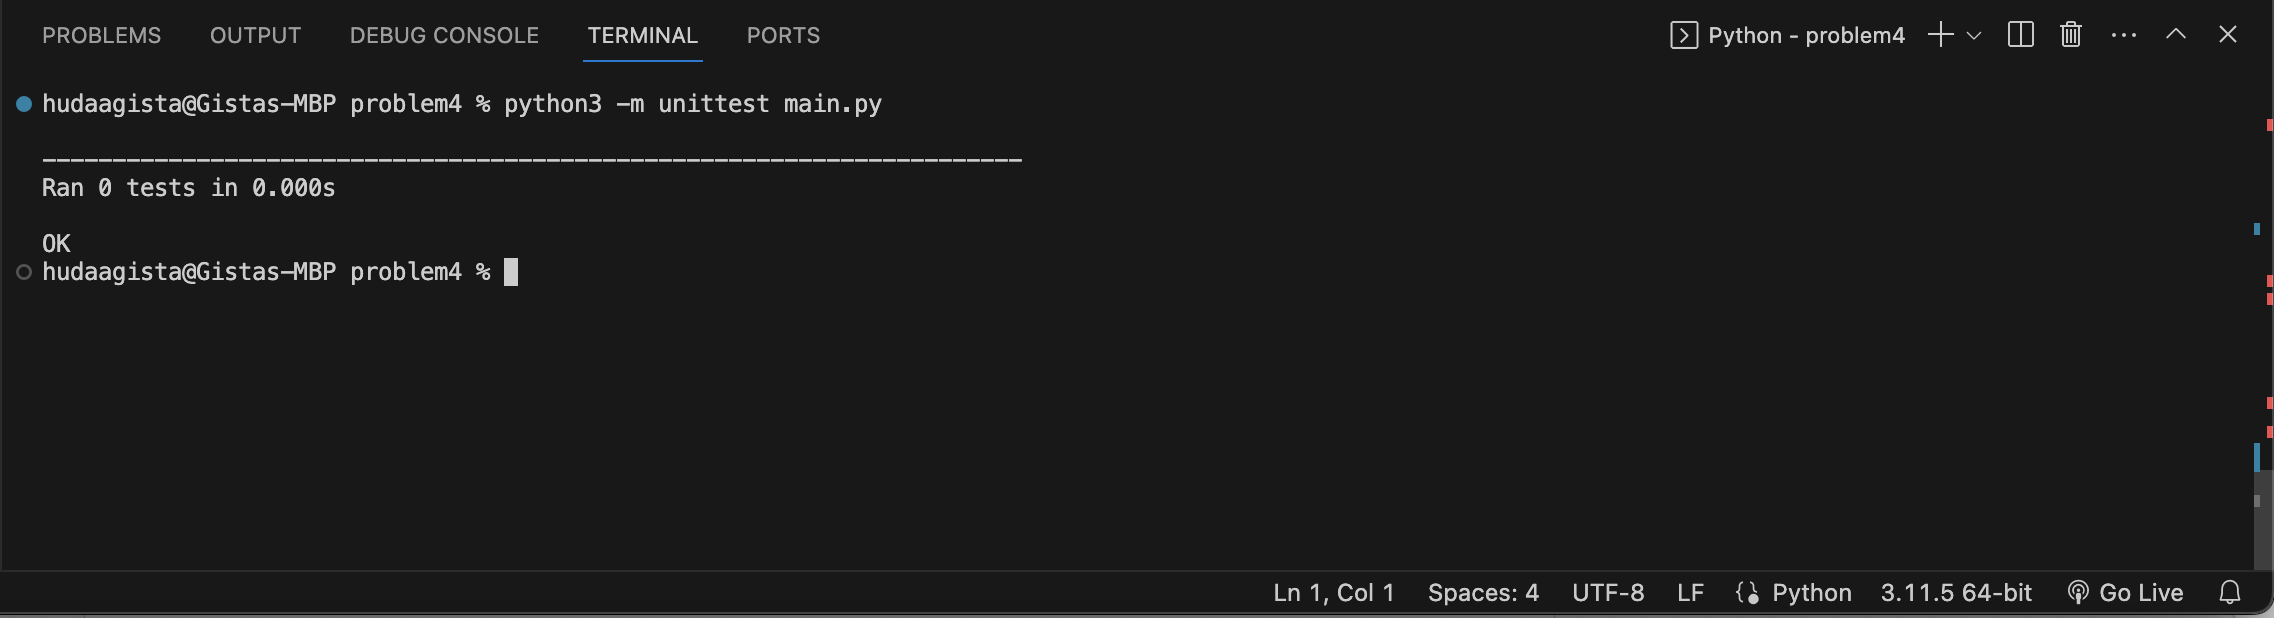 PROBLEMS OUTPUT DEBUG CONSOLE TERMINAL PORTS Python - problem4
hudaagista@Gistas-MBP problem4 % python3 -m unittest main.py
----------------------------------------------------------------------
Ran 0 tests in 0.000s
OK
hudaagista@Gistas-MBP problem4 %
Ln 1, Col 1 Spaces: 4 UTF-8 LF Python 3.11.5 64-bit Go Live